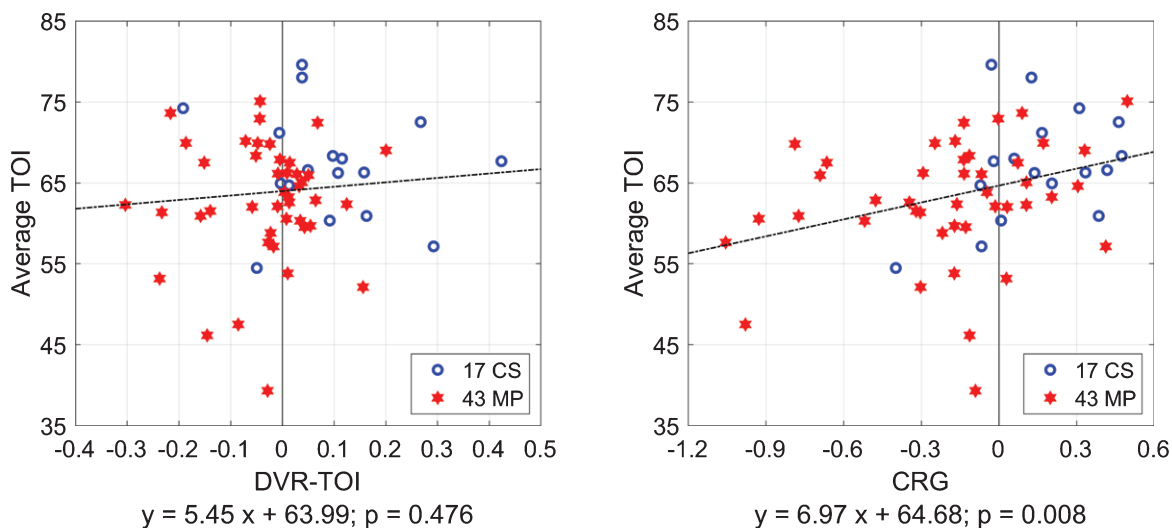 85
75
65
55
45
35
Average TOI
-0.4 -0.3 -0.2 -0.1 0 0.1 0.2 0.3 0.4 0.5
DVR-TOI
y = 5.45 x + 63.99; p = 0.476
17 CS
43 MP
85
75
65
55
45
35
Average TOI
-1.2 -0.9 -0.6 -0.3 0 0.3 0.6
CRG
y = 6.97 x + 64.68; p = 0.008
17 CS
43 MP